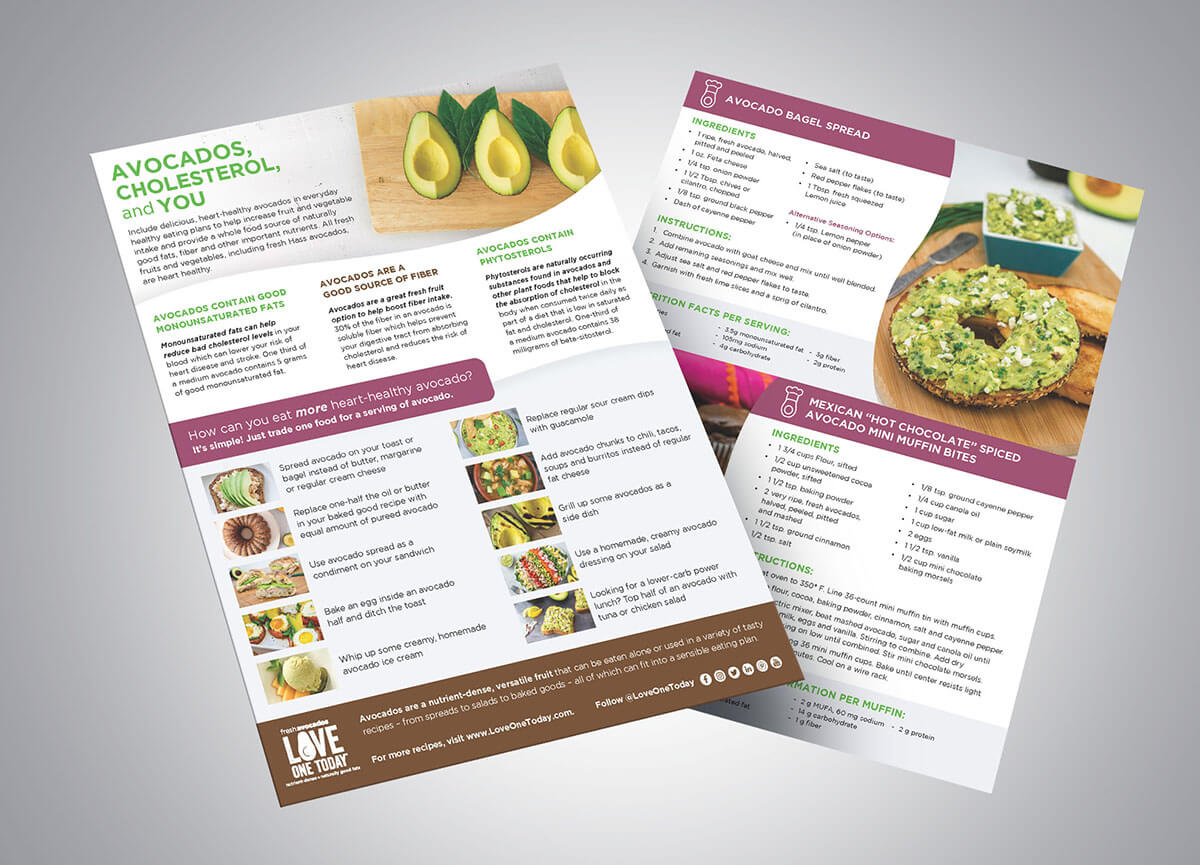 AVOCADOS,
CHOLESTEROL,
and YOU
Include delicious, heart-healthy avocados in everyday
healthy eating plans to help increase fruit and vegetable
intake and provide a whole food source of naturally
good fats, fiber and other important nutrients. All fresh
fruits and vegetables, including fresh Hass avocados,
are heart healthy.
AVOCADOS CONTAIN GOOD
MONOUNSATURATED FATS
Monounsaturated fats can help
reduce bad cholesterol levels in your
blood which can lower your risk of
heart disease and stroke. One third of
a medium avocado contains 5 grams
of good monounsaturated fat.
AVOCADOS ARE A
GOOD SOURCE OF FIBER
Avocados are a great fresh fruit
option to help boost fiber intake.
30% of the fiber in an avocado is
soluble fiber which helps prevent
your digestive tract from absorbing
cholesterol and reduces the risk of
heart disease.
AVOCADOS CONTAIN
PHYTOSTEROLS
Phytosterols are naturally occurring
substances found in avocados and
other plant foods that help to block
the absorption of cholesterol in the
body when consumed twice daily as
part of a diet that is low in saturated
fat and cholesterol. One-third of
a medium avocado contains 38
miligrams of beta-sitosterol.
How can you eat more heart-healthy avocado?
It's simple! Just trade one food for a serving of avocado.
Spread avocado on your toast or
bagel instead of butter, margarine
or regular cream cheese
Replace one-half the oil or butter
in your baked good recipe with
equal amount of pureed avocado
Use avocado spread as a
condiment on your sandwich
Bake an egg inside an avocado
half and ditch the toast
Whip up some creamy, homemade
avocado ice cream
Replace regular sour cream dips
with guacamole
Add avocado chunks to chili, tacos,
soups and burritos instead of regular
fat cheese
Grill up some avocados as a
side dish
Use a homemade, creamy avocado
dressing on your salad
Looking for a lower-carb power
lunch? Top half of an avocado with
tuna or chicken salad
fresh avocados
LOVE
ONE TODAY
nutrient-dense • naturally good fats
Avocados are a nutrient-dense, versatile fruit that can be eaten alone or used in a variety of tasty
recipes – from spreads to salads to baked goods – all of which can fit into a sensible eating plan.
For more recipes, visit www.LoveOneToday.com. Follow @LoveOneToday
AVOCADO BAGEL SPREAD
INGREDIENTS
• 1 ripe, fresh avocado, halved,
pitted and peeled
• 1 oz. Feta cheese
• 1/4 tsp. onion powder
• 1 1/2 Tbsp. chives or
cilantro, chopped
• 1/8 tsp. ground black pepper
• Dash of cayenne pepper
• Sea salt (to taste)
• Red pepper flakes (to taste)
• 1 Tbsp. fresh squeezed
Lemon juice
Alternative Seasoning Options:
• 1/4 tsp. Lemon pepper
(in place of onion powder)
INSTRUCTIONS:
1. Combine avocado with goat cheese and mix until well blended.
2. Add remaining seasonings and mix well.
3. Adjust sea salt and red pepper flakes to taste.
4. Garnish with fresh lime slices and a sprig of cilantro.
TRITION FACTS PER SERVING:
- 3.5g monounsaturated fat
- 105mg sodium
- 4g carbohydrate
- 3g fiber
- 2g protein
MEXICAN "HOT CHOCOLATE" SPICED
AVOCADO MINI MUFFIN BITES
INGREDIENTS
• 1 3/4 cups Flour, sifted
• 1/2 cup unsweetened cocoa
powder, sifted
• 1 1/2 tsp. baking powder
• 2 very ripe, fresh avocados,
halved, peeled, pitted
and mashed
• 1 1/2 tsp. ground cinnamon
1/2 tsp. salt
• 1/8 tsp. ground cayenne pepper
• 1/4 cup canola oil
• 1 cup sugar
• 1 cup low-fat milk or plain soymilk
• 2 eggs
• 1 1/2 tsp. vanilla
• 1/2 cup mini chocolate
baking morsels
STRUCTIONS:
at oven to 350° F. Line 36-count mini muffin tin with muffin cups.
flour, cocoa, baking powder, cinnamon, salt and cayenne pepper.
ctric mixer, beat mashed avocado, sugar and canola oil until
milk, eggs and vanilla. Stirring to combine. Add dry
ing on low until combined. Stir mini chocolate morsels.
36 mini muffin cups. Bake until center resists light
nutes. Cool on a wire rack.
RMATION PER MUFFIN:
- 2 g MUFA, 60 mg sodium
- 14 g carbohydrate
- 1 g fiber
- 2 g protein